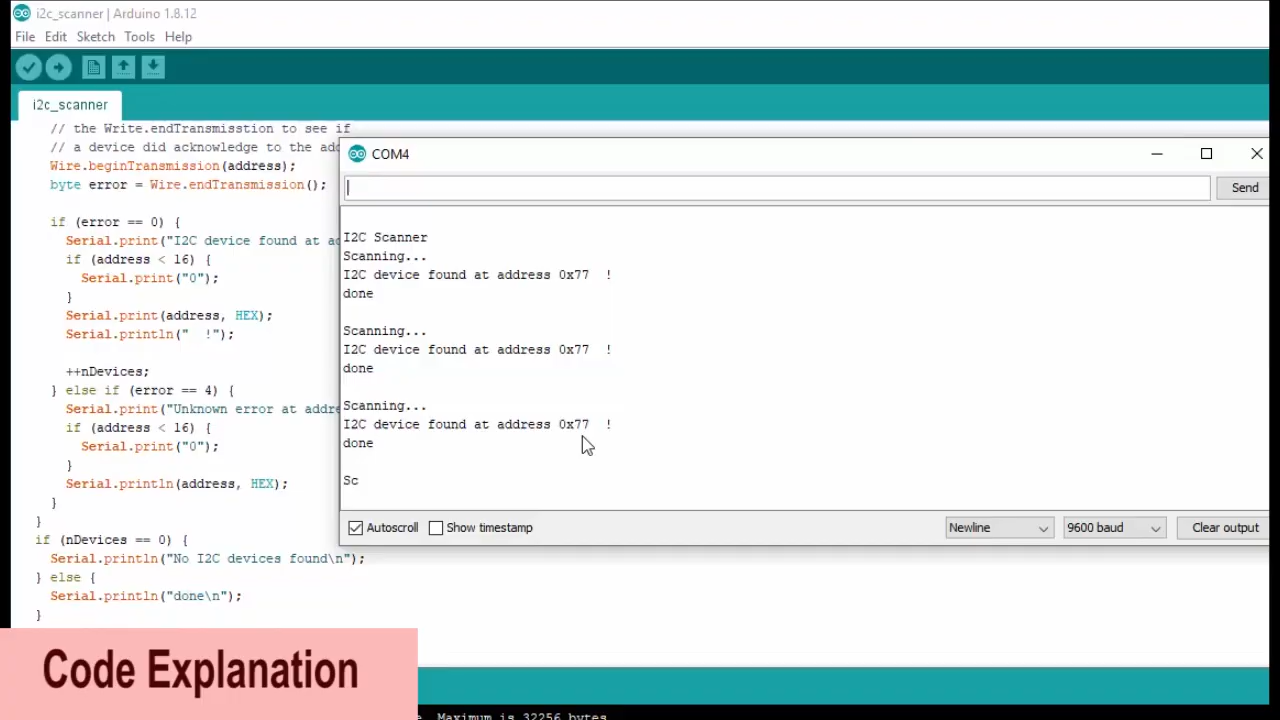 i2c_scanner | Arduino 1.8.12
File Edit Sketch Tools Help
i2c_scanner
// the Write.endTransmisstion to see if
// a device did acknowledge to the
Wire.beginTransmission(address);
byte error = Wire.endTransmission();
if (error == 0) {
Serial.print("I2C device found at
if (address < 16) {
Serial.print("0");
}
Serial.print(address, HEX);
Serial.println("  !");
++nDevices;
} else if (error == 4) {
Serial.print("Unknown error at
if (address < 16) {
Serial.print("0");
}
Serial.println(address, HEX);
}
}
if (nDevices == 0) {
Serial.println("No I2C devices found\n");
} else {
Serial.println("done\n");
}
COM4
Send
I2C Scanner
Scanning...
I2C device found at address 0x77  !
done
Scanning...
I2C device found at address 0x77  !
done
Scanning...
I2C device found at address 0x77  !
done
Sc
Autoscroll Show timestamp Newline 9600 baud Clear output
Code Explanation
Maximum is 32256 bytes